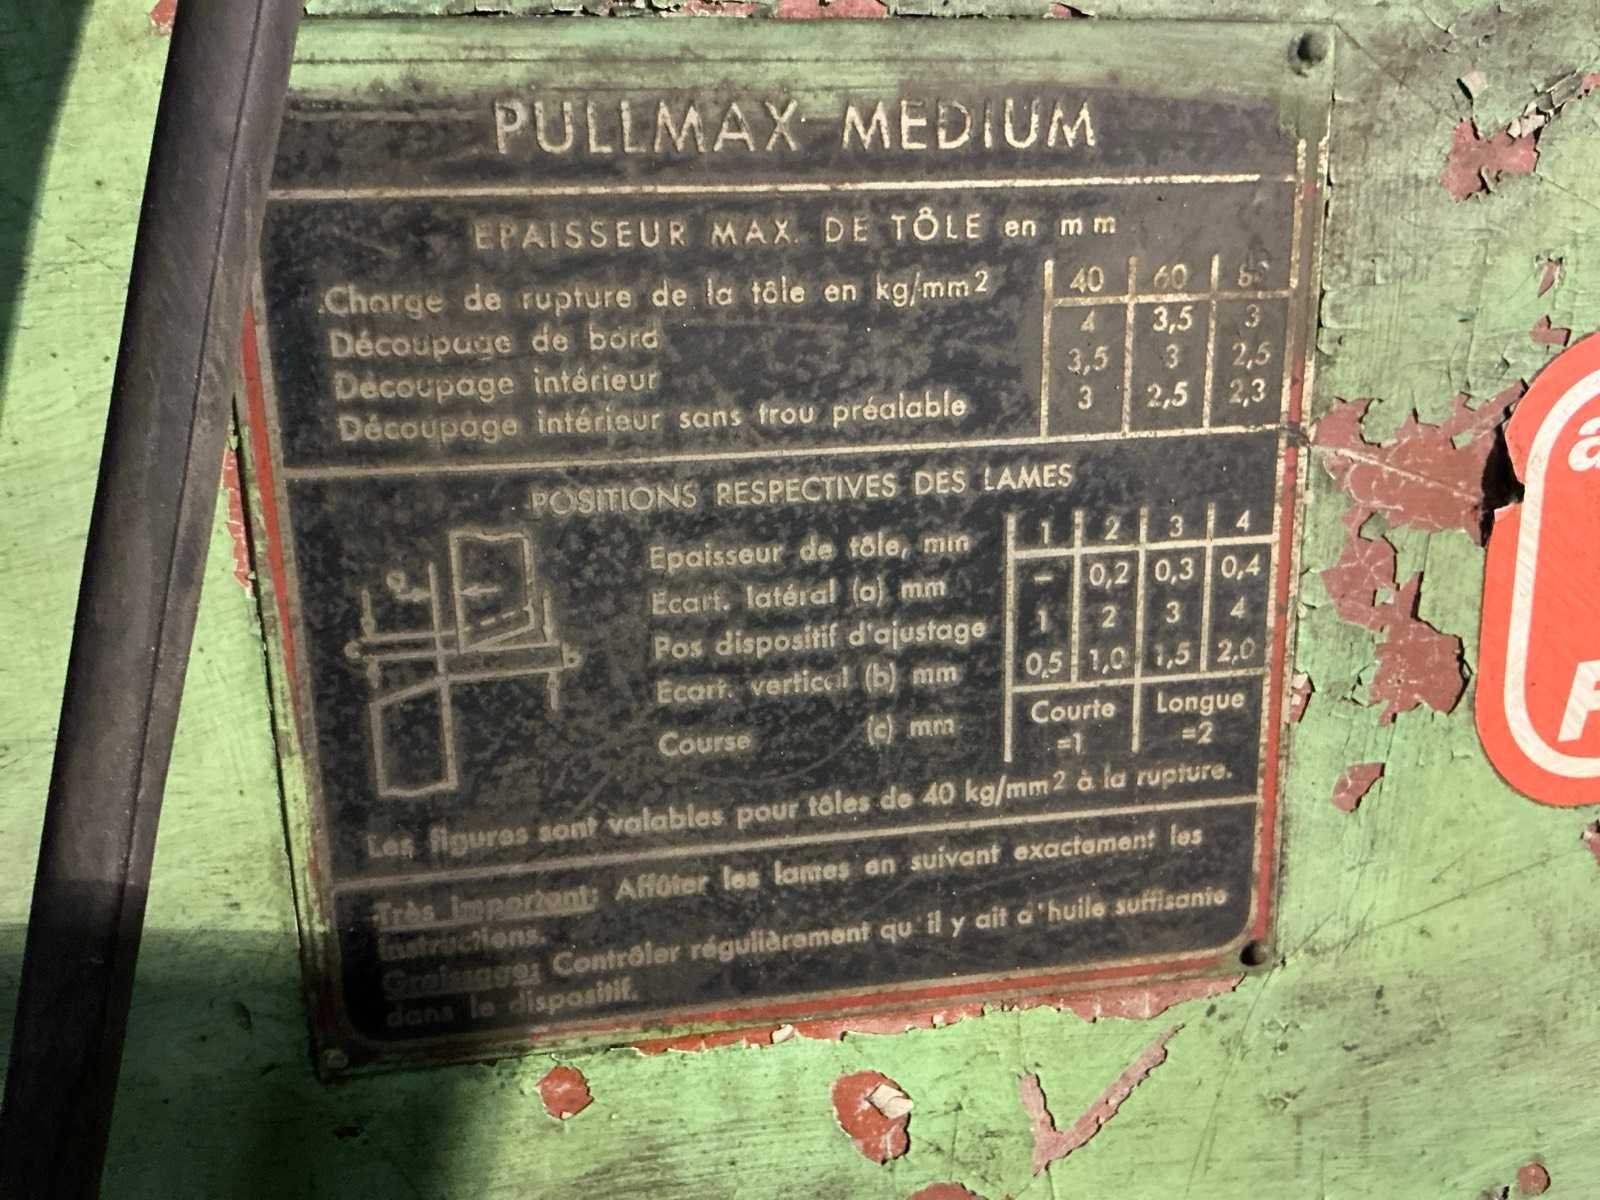 PULLMAX MEDIUM
EPAISSEUR MAX. DE TÔLE en mm
Charge de rupture de la tôle en kg/mm2 40 60
Découpage de bord 4 3,5 3
Découpage intérieur 3,5 3 2,5
Découpage intérieur sans trou préalable 3 2,5 2,3
POSITIONS RESPECTIVES DES LAMES
Epaisseur de tôle, mm 1 2 3 4
Ecart. latéral (a) mm – 0,2 0,3 0,4
Pos dispositif d'ajustage 1 2 3 4
Ecart. vertical (b) mm 0,5 1,0 1,5 2,0
Course (c) mm Courte =1 Longue =2
Les figures sont valables pour tôles de 40 kg/mm2 à la rupture.
Très Important: Affûter les lames en suivant exactement les
instructions.
Graissage: Contrôler régulièrement qu'il y ait d'huile suffisante
dans le dispositif.